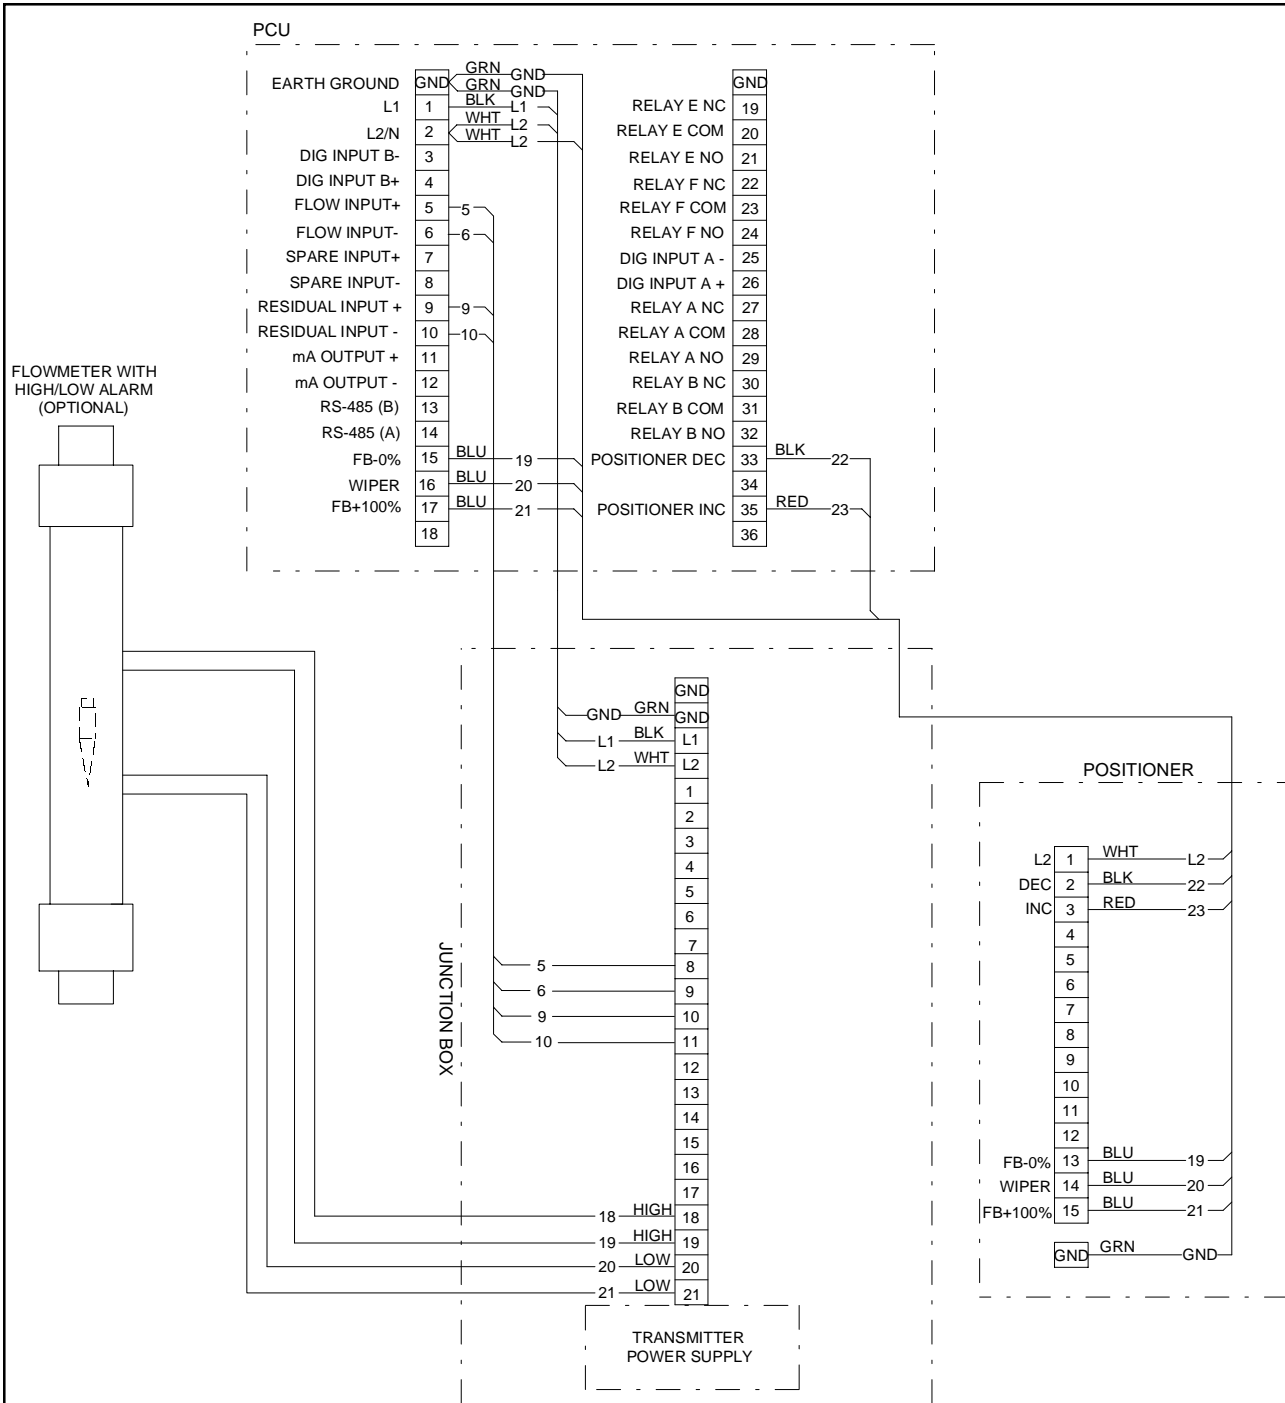 PCU
EARTH GROUND GND GRN GND
GRN GND
L1 1 BLK L1
L2/N 2 WHT L2
WHT L2
DIG INPUT B- 3
DIG INPUT B+ 4
FLOW INPUT+ 5 5
FLOW INPUT- 6 6
SPARE INPUT+ 7
SPARE INPUT- 8
RESIDUAL INPUT + 9 9
RESIDUAL INPUT - 10 10
mA OUTPUT + 11
mA OUTPUT - 12
RS-485 (B) 13
RS-485 (A) 14
FB-0% 15 BLU 19
WIPER 16 BLU 20
FB+100% 17 BLU 21
18
GND
RELAY E NC 19
RELAY E COM 20
RELAY E NO 21
RELAY F NC 22
RELAY F COM 23
RELAY F NO 24
DIG INPUT A - 25
DIG INPUT A + 26
RELAY A NC 27
RELAY A COM 28
RELAY A NO 29
RELAY B NC 30
RELAY B COM 31
RELAY B NO 32
POSITIONER DEC 33 BLK 22
34
POSITIONER INC 35 RED 23
36
FLOWMETER WITH
HIGH/LOW ALARM
(OPTIONAL)
JUNCTION BOX
GND
GND GRN GND
L1 BLK L1
L2 WHT L2
1
2
3
4
5
6
7
5 8
6 9
9 10
10 11
12
13
14
15
16
17
18 HIGH 18
19 HIGH 19
20 LOW 20
21 LOW 21
TRANSMITTER
POWER SUPPLY
POSITIONER
L2 1 WHT L2
DEC 2 BLK 22
INC 3 RED 23
4
5
6
7
8
9
10
11
12
FB-0% 13 BLU 19
WIPER 14 BLU 20
FB+100% 15 BLU 21
GND GRN GND